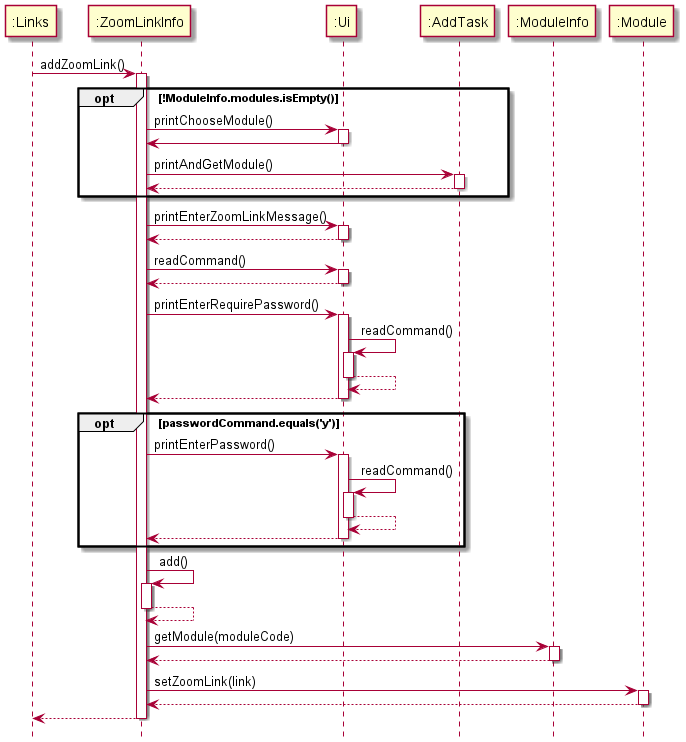 :Links :ZoomLinkInfo :Ui :AddTask :ModuleInfo :Module
addZoomLink()
opt [!ModuleInfo.modules.isEmpty()]
printChooseModule()
printAndGetModule()
printEnterZoomLinkMessage()
readCommand()
printEnterRequirePassword()
readCommand()
opt [passwordCommand.equals('y')]
printEnterPassword()
readCommand()
add()
getModule(moduleCode)
setZoomLink(link)